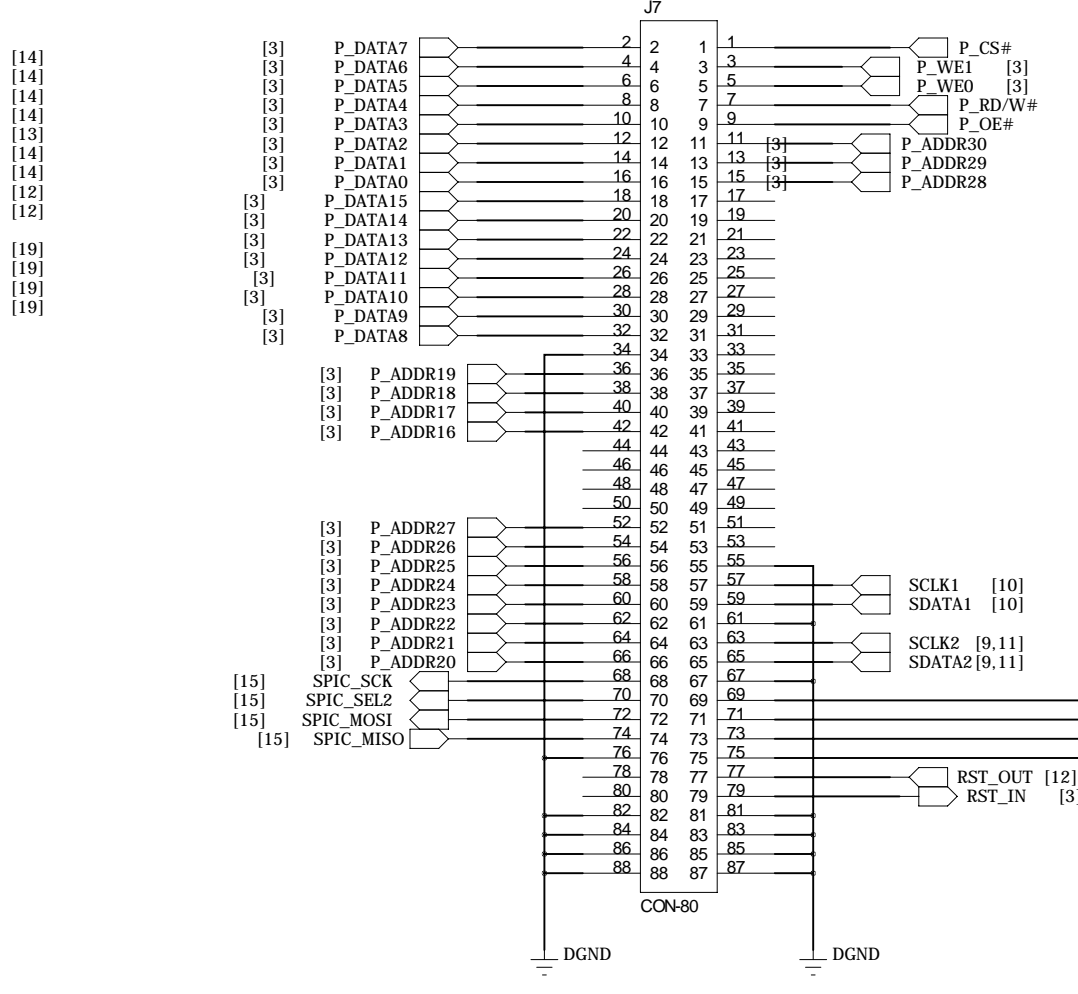 J7
[14]
[14]
[14]
[14]
[13]
[14]
[14]
[12]
[12]
[19]
[19]
[19]
[19]
[3] P_DATA7 2 2 1 1 P_CS#
[3] P_DATA6 4 4 3 3 P_WE1 [3]
[3] P_DATA5 6 6 5 5 P_WE0 [3]
[3] P_DATA4 8 8 7 7 P_RD/W#
[3] P_DATA3 10 10 9 9 P_OE#
[3] P_DATA2 12 12 11 11 [3] P_ADDR30
[3] P_DATA1 14 14 13 13 [3] P_ADDR29
[3] P_DATA0 16 16 15 15 [3] P_ADDR28
[3] P_DATA15 18 18 17 17
[3] P_DATA14 20 20 19 19
[3] P_DATA13 22 22 21 21
[3] P_DATA12 24 24 23 23
[3] P_DATA11 26 26 25 25
[3] P_DATA10 28 28 27 27
[3] P_DATA9 30 30 29 29
[3] P_DATA8 32 32 31 31
34 34 33 33
[3] P_ADDR19 36 36 35 35
[3] P_ADDR18 38 38 37 37
[3] P_ADDR17 40 40 39 39
[3] P_ADDR16 42 42 41 41
44 44 43 43
46 46 45 45
48 48 47 47
50 50 49 49
[3] P_ADDR27 52 52 51 51
[3] P_ADDR26 54 54 53 53
[3] P_ADDR25 56 56 55 55
[3] P_ADDR24 58 58 57 57 SCLK1 [10]
[3] P_ADDR23 60 60 59 59 SDATA1 [10]
[3] P_ADDR22 62 62 61 61
[3] P_ADDR21 64 64 63 63 SCLK2 [9,11]
[3] P_ADDR20 66 66 65 65 SDATA2 [9,11]
[15] SPIC_SCK 68 68 67 67
[15] SPIC_SEL2 70 70 69 69
[15] SPIC_MOSI 72 72 71 71
[15] SPIC_MISO 74 74 73 73
76 76 75 75
78 78 77 77 RST_OUT [12]
80 80 79 79 RST_IN [3]
82 82 81 81
84 84 83 83
86 86 85 85
88 88 87 87
CON-80
DGND DGND